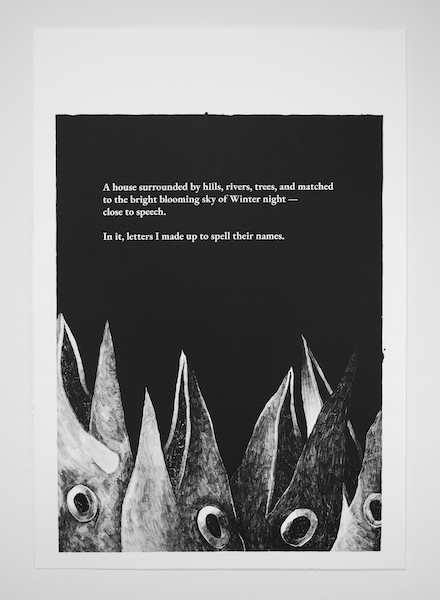 A house surrounded by hills, rivers, trees, and matched
to the bright blooming sky of Winter night —
close to speech.
In it, letters I made up to spell their names.